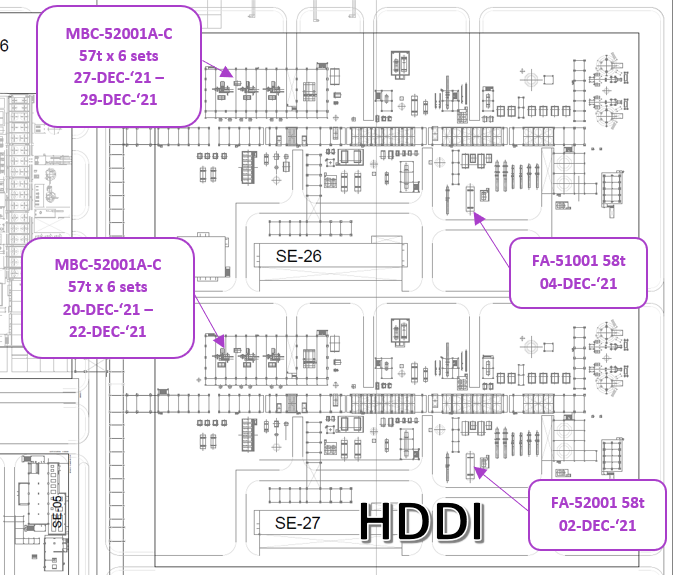 6
MBC-52001A-C
57t x 6 sets
27-DEC-‘21 –
29-DEC-‘21
SE-26
FA-51001 58t
04-DEC-‘21
MBC-52001A-C
57t x 6 sets
20-DEC-‘21 –
22-DEC-‘21
SE-05
SE-27
HDDI
FA-52001 58t
02-DEC-‘21